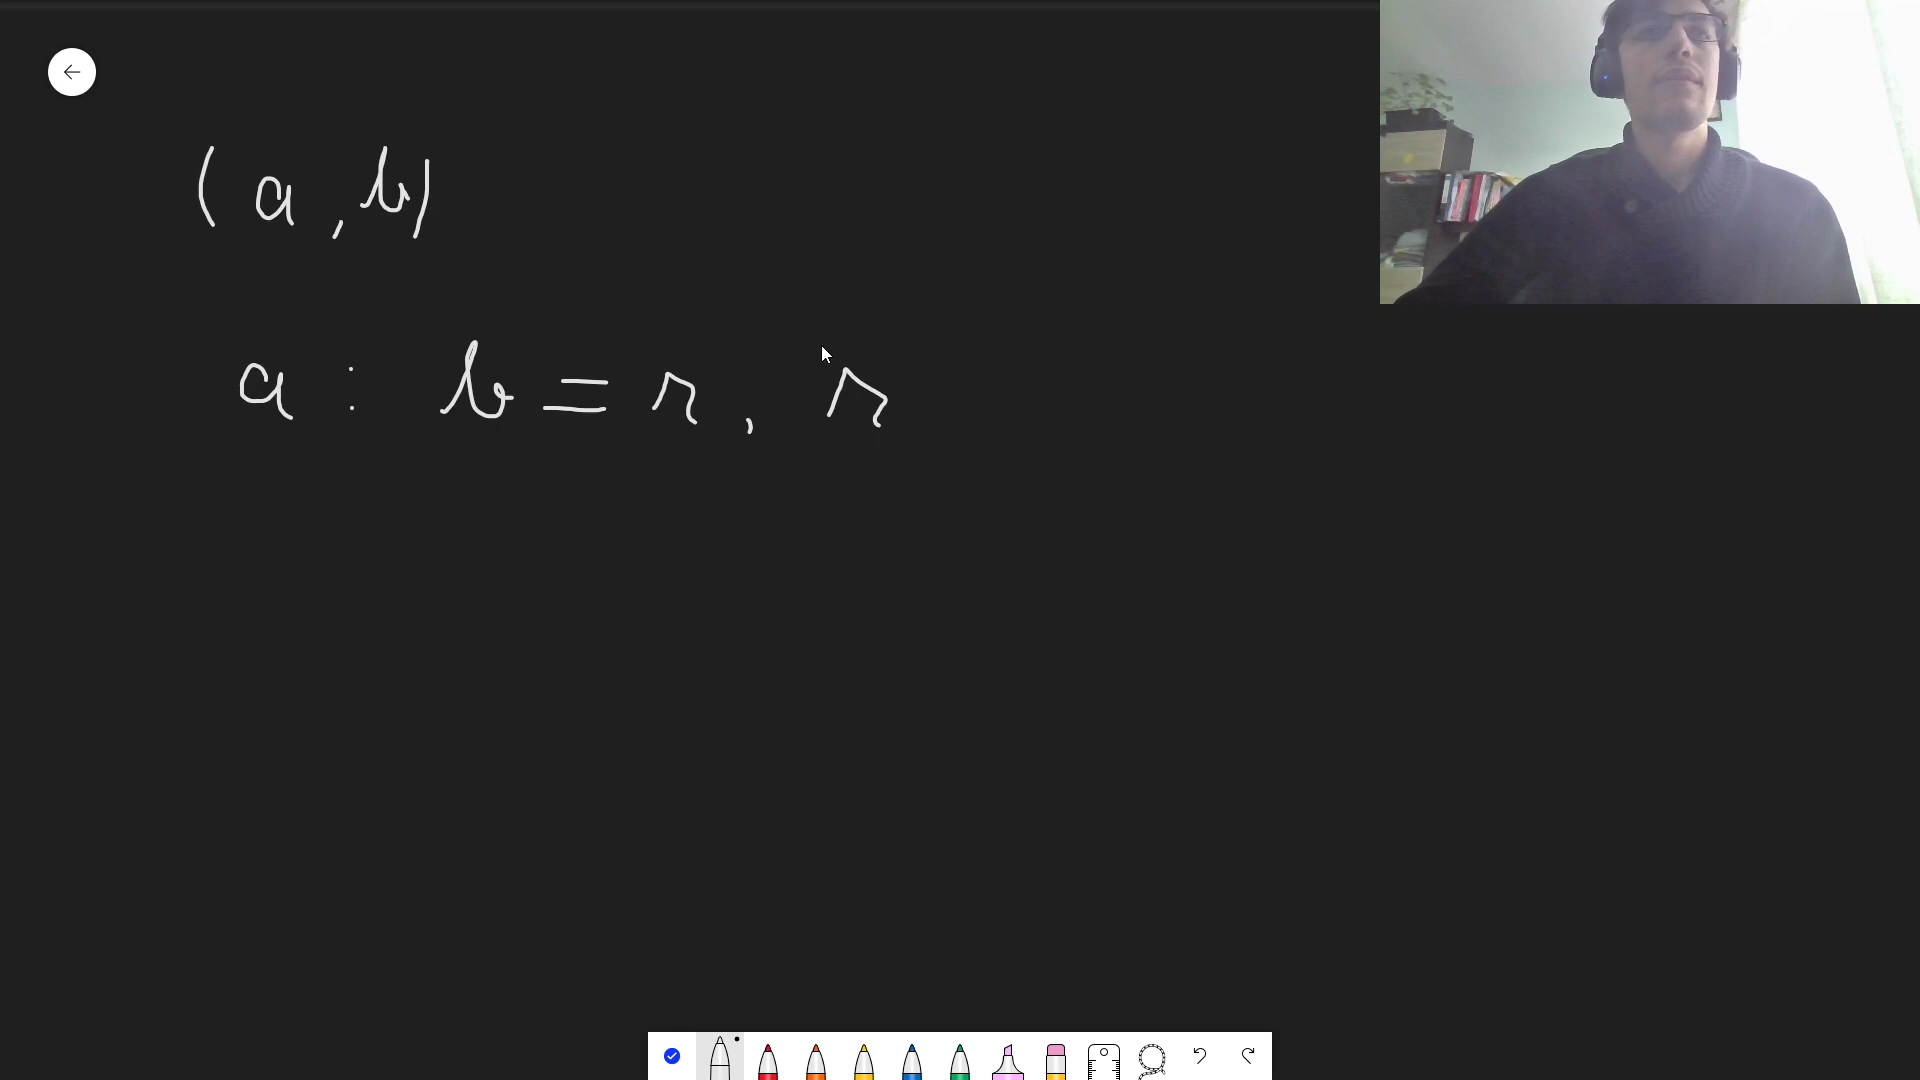 (a, b)
a : b = r, r